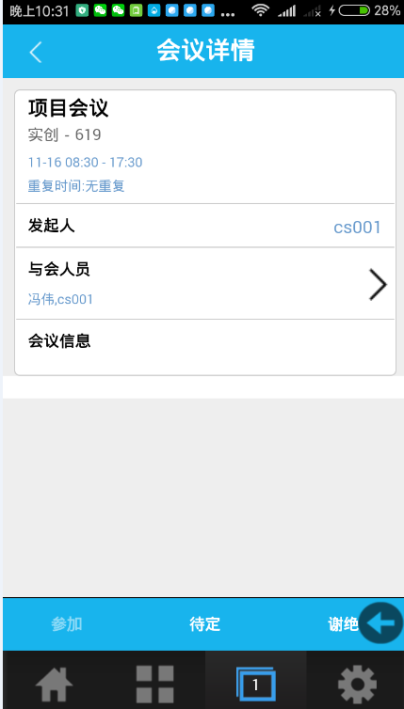 晚上10:31 ... 28%
会议详情
项目会议
实创 - 619
11-16 08:30 - 17:30
重复时间:无重复
发起人 cs001
与会人员
冯伟,cs001
会议信息
参加 待定 谢绝
1